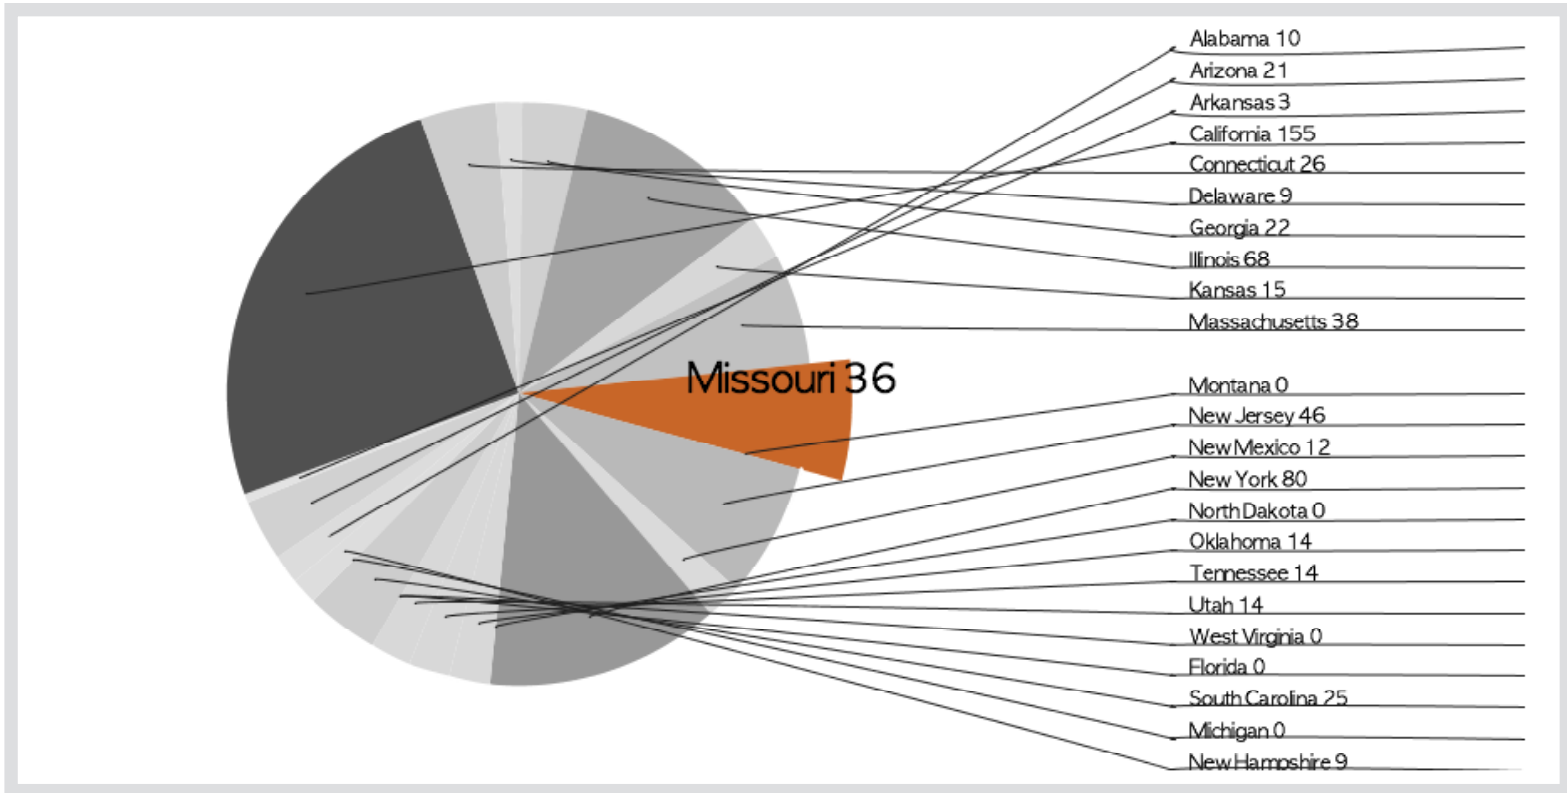 Alabama 10
Arizona 21
Arkansas 3
California 155
Connecticut 26
Delaware 9
Georgia 22
Illinois 68
Kansas 15
Massachusetts 38
Missouri 36
Montana 0
New Jersey 46
New Mexico 12
New York 80
North Dakota 0
Oklahoma 14
Tennessee 14
Utah 14
West Virginia 0
Florida 0
South Carolina 25
Michigan 0
New Hampshire 9